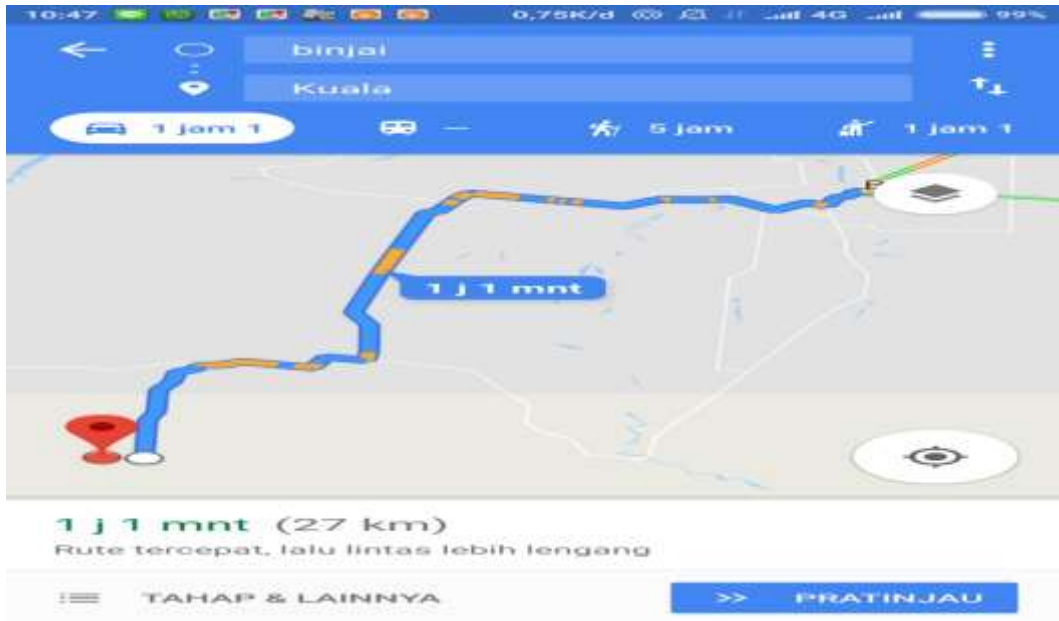 10:47 0,75K/d 4G 99%
binjai
Kuala
1 jam 1 — 5 jam 1 jam 1
1 j 1 mnt
1 j 1 mnt (27 km)
Rute tercepat, lalu lintas lebih lengang
TAHAP & LAINNYA >> PRATINJAU